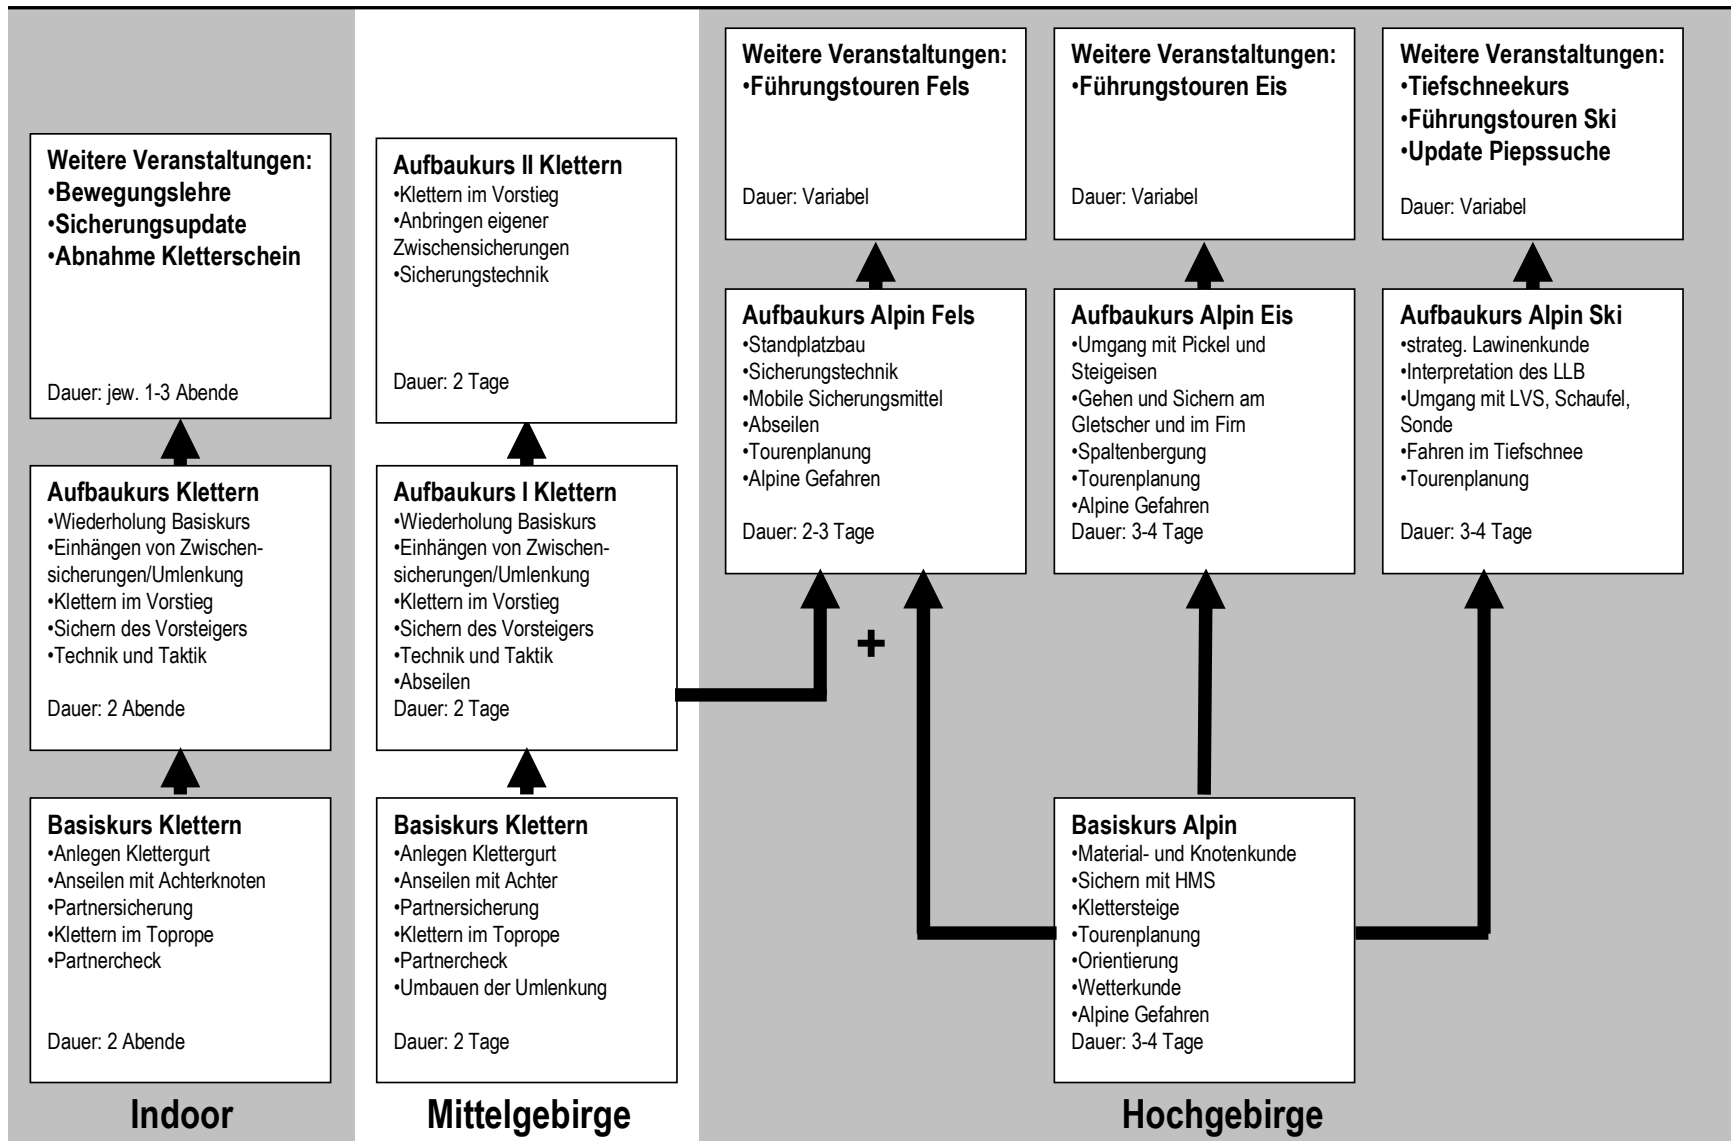 Weitere Veranstaltungen:
•Bewegungslehre
•Sicherungsupdate
•Abnahme Kletterschein
Dauer: jew. 1-3 Abende
Aufbaukurs Klettern
•Wiederholung Basiskurs
•Einhängen von Zwischen-
sicherungen/Umlenkung
•Klettern im Vorstieg
•Sichern des Vorsteigers
•Technik und Taktik
Dauer: 2 Abende
Basiskurs Klettern
•Anlegen Klettergurt
•Anseilen mit Achterknoten
•Partnersicherung
•Klettern im Toprope
•Partnercheck
Dauer: 2 Abende
Indoor
Aufbaukurs II Klettern
•Klettern im Vorstieg
•Anbringen eigener
Zwischensicherungen
•Sicherungstechnik
Dauer: 2 Tage
Aufbaukurs I Klettern
•Wiederholung Basiskurs
•Einhängen von Zwischen-
sicherungen/Umlenkung
•Klettern im Vorstieg
•Sichern des Vorsteigers
•Technik und Taktik
•Abseilen
Dauer: 2 Tage
Basiskurs Klettern
•Anlegen Klettergurt
•Anseilen mit Achter
•Partnersicherung
•Klettern im Toprope
•Partnercheck
•Umbauen der Umlenkung
Dauer: 2 Tage
Mittelgebirge
Weitere Veranstaltungen:
•Führungstouren Fels
Dauer: Variabel
Aufbaukurs Alpin Fels
•Standplatzbau
•Sicherungstechnik
•Mobile Sicherungsmittel
•Abseilen
•Tourenplanung
•Alpine Gefahren
Dauer: 2-3 Tage
+
Weitere Veranstaltungen:
•Führungstouren Eis
Dauer: Variabel
Aufbaukurs Alpin Eis
•Umgang mit Pickel und
Steigeisen
•Gehen und Sichern am
Gletscher und im Firn
•Spaltenbergung
•Tourenplanung
•Alpine Gefahren
Dauer: 3-4 Tage
Weitere Veranstaltungen:
•Tiefschneekurs
•Führungstouren Ski
•Update Piepssuche
Dauer: Variabel
Aufbaukurs Alpin Ski
•strateg. Lawinenkunde
•Interpretation des LLB
•Umgang mit LVS, Schaufel,
Sonde
•Fahren im Tiefschnee
•Tourenplanung
Dauer: 3-4 Tage
Basiskurs Alpin
•Material- und Knotenkunde
•Sichern mit HMS
•Klettersteige
•Tourenplanung
•Orientierung
•Wetterkunde
•Alpine Gefahren
Dauer: 3-4 Tage
Hochgebirge